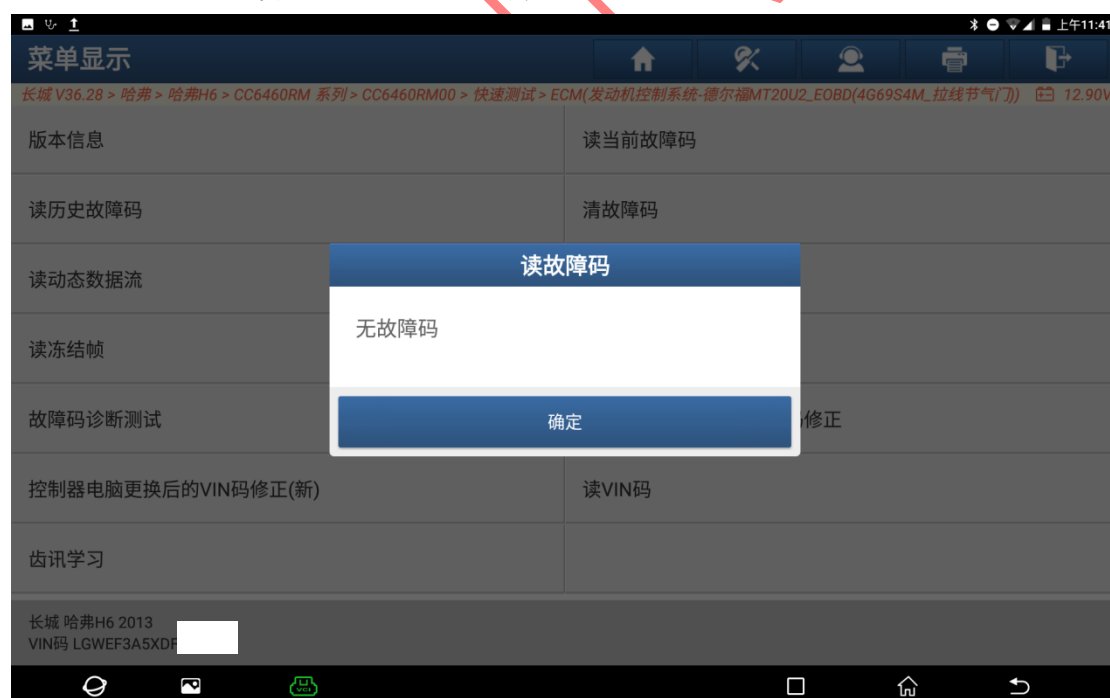 上午11:41
菜单显示
长城 V36.28 > 哈弗 > 哈弗H6 > CC6460RM 系列 > CC6460RM00 > 快速测试 > ECM(发动机控制系统-德尔福MT20U2_EOBD(4G69S4M_拉线节气门)) 12.90V
版本信息
读当前故障码
读历史故障码
清故障码
读动态数据流
读故障码
无故障码
读冻结帧
故障码诊断测试
确定
修正
控制器电脑更换后的VIN码修正(新)
读VIN码
齿讯学习
长城 哈弗H6 2013
VIN码 LGWEF3A5XDF
VCI